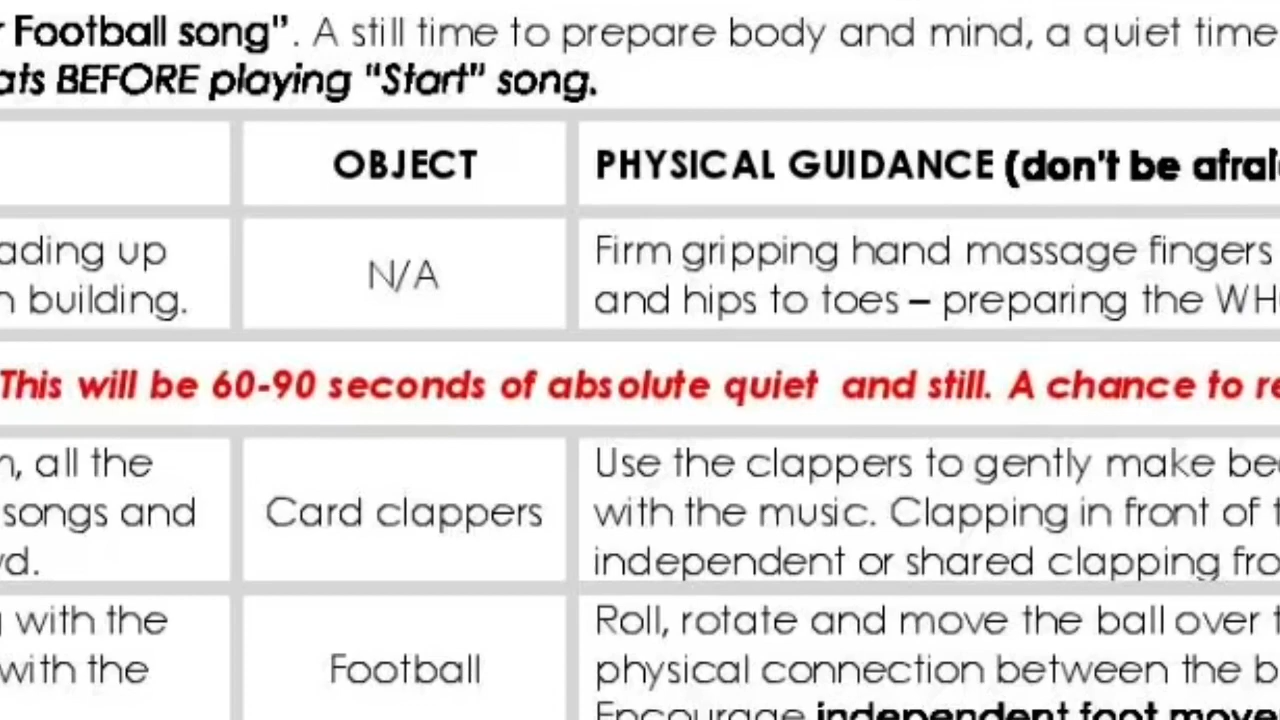 Football song". A still time to prepare body and mind, a quiet time
BEFORE playing "Start" song.
OBJECT
PHYSICAL GUIDANCE (don't be
up
building.
N/A
Firm gripping hand massage fingers
and hips to toes – preparing the
This will be 60-90 seconds of absolute quiet and still. A chance to
all the
songs and
Card clappers
Use the clappers to gently make
with the music. Clapping in front of
independent or shared clapping
with the
with the
Football
Roll, rotate and move the ball over
physical connection between the
Encourage independent foot